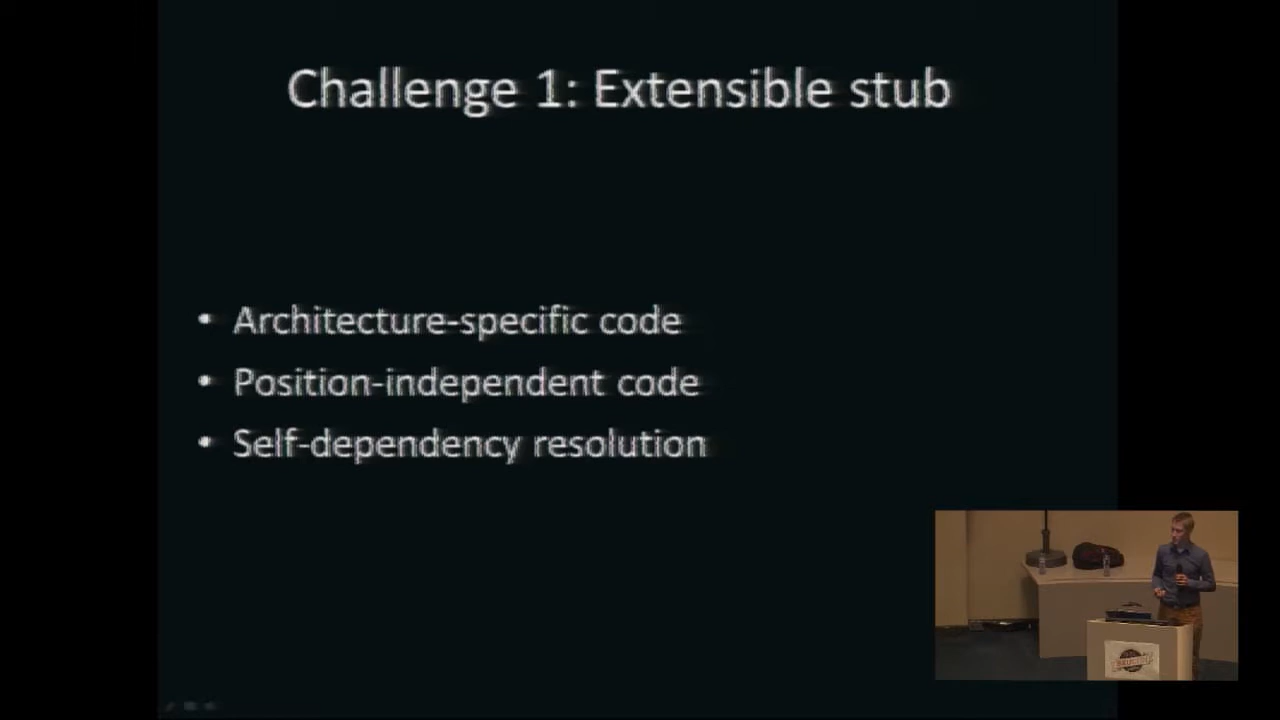 Challenge 1: Extensible stub
• Architecture-specific code
• Position-independent code
• Self-dependency resolution